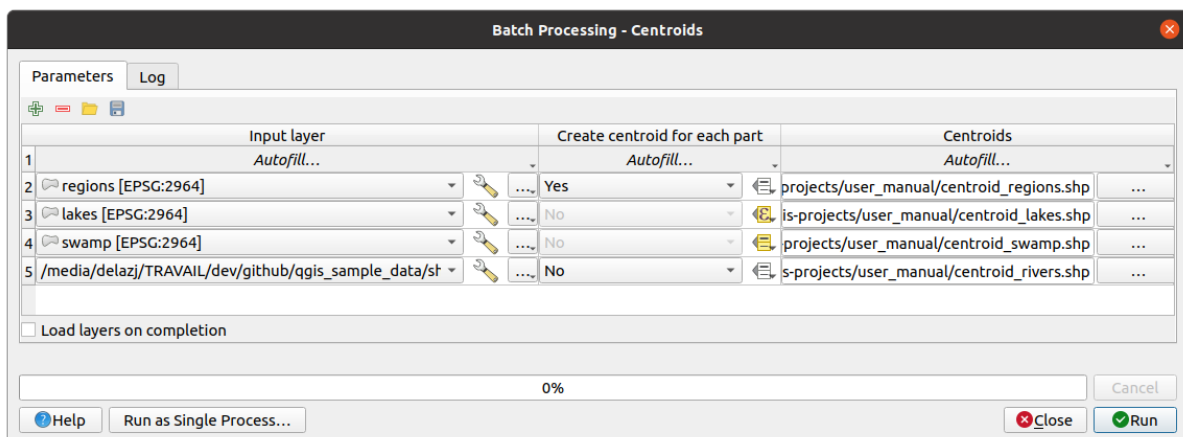 Batch Processing - Centroids
Parameters Log
Input layer Create centroid for each part Centroids
1 Autofill... Autofill... Autofill...
2 regions [EPSG:2964] ... Yes projects/user_manual/centroid_regions.shp ...
3 lakes [EPSG:2964] ... No ε is-projects/user_manual/centroid_lakes.shp ...
4 swamp [EPSG:2964] ... No projects/user_manual/centroid_swamp.shp ...
5 /media/delazj/TRAVAIL/dev/github/qgis_sample_data/sh ... No s-projects/user_manual/centroid_rivers.shp ...
Load layers on completion
0% Cancel
Help Run as Single Process... Close Run